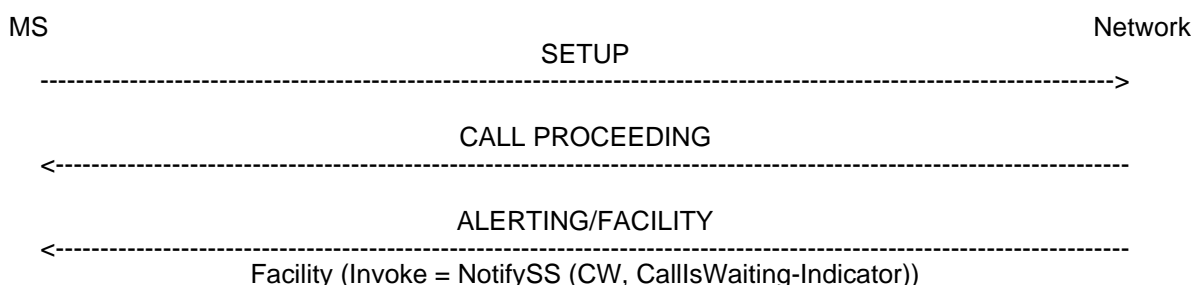 MS Network
SETUP
---------------------------------------------------------------------------------------------------------------->
CALL PROCEEDING
<----------------------------------------------------------------------------------------------------------------
ALERTING/FACILITY
<----------------------------------------------------------------------------------------------------------------
Facility (Invoke = NotifySS (CW, CallIsWaiting-Indicator))